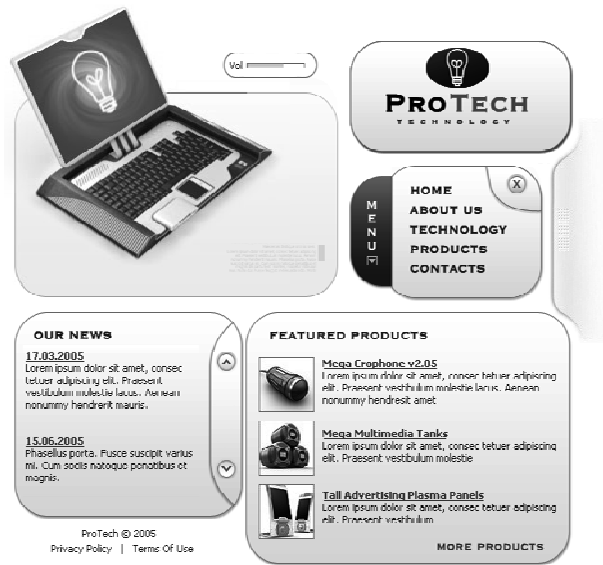 Vol
PROTECH
TECHNOLOGY
MENU
HOME
ABOUT US
TECHNOLOGY
PRODUCTS
CONTACTS
OUR NEWS
17.03.2005
Lorem ipsum dolor sit amet, consec
tetuer adipiscing elit. Praesent
vestibulum molestie lacus. Aenean
nonummy hendrerit mauris.
15.06.2005
Phasellus porta. Fusce suscipit varius
mi. Cum sociis natoque penatibus et
magnis.
ProTech © 2005
Privacy Policy | Terms Of Use
FEATURED PRODUCTS
Mega Crophone v2.05
Lorem ipsum dolor sit amet, consec tetuer adipiscing
elit. Praesent vestibulum molestie lacus. Aenean
nonummy hendresit amet
Mega Multimedia Tanks
Lorem ipsum dolor sit amet, consec tetuer adipiscing
elit. Praesent vestibulum molestie
Tall Advertising Plasma Panels
Lorem ipsum dolor sit amet, consec tetuer adipiscing
elit. Praesent vestibulum
MORE PRODUCTS